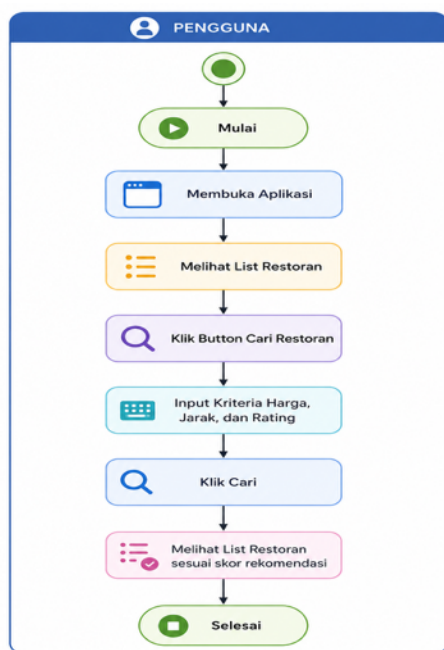 PENGGUNA
Mulai
Membuka Aplikasi
Melihat List Restoran
Klik Button Cari Restoran
Input Kriteria Harga,
Jarak, dan Rating
Klik Cari
Melihat List Restoran
sesuai skor rekomendasi
Selesai